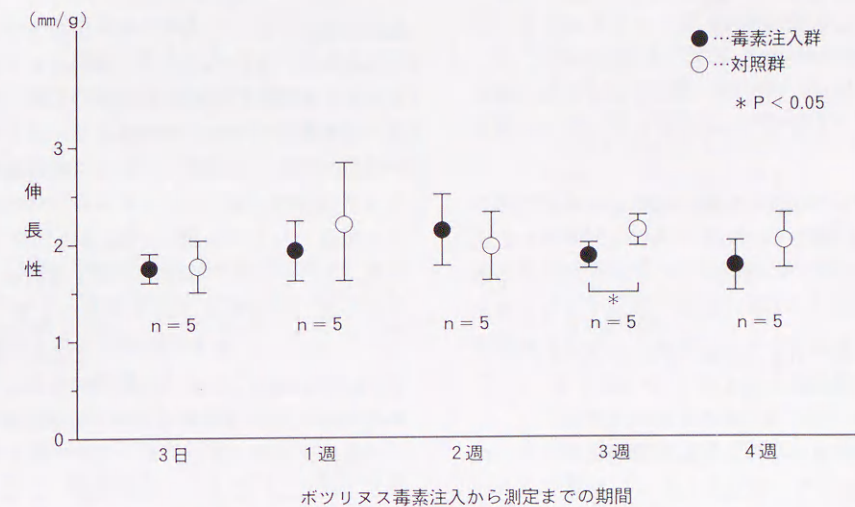 (mm/g)
●…毒素注入群
○…対照群
＊P < 0.05
3
伸長性
2
＊
n = 5
n = 5
n = 5
n = 5
n = 5
1
0
3日
1週
2週
3週
4週
ボツリヌス毒素注入から測定までの期間